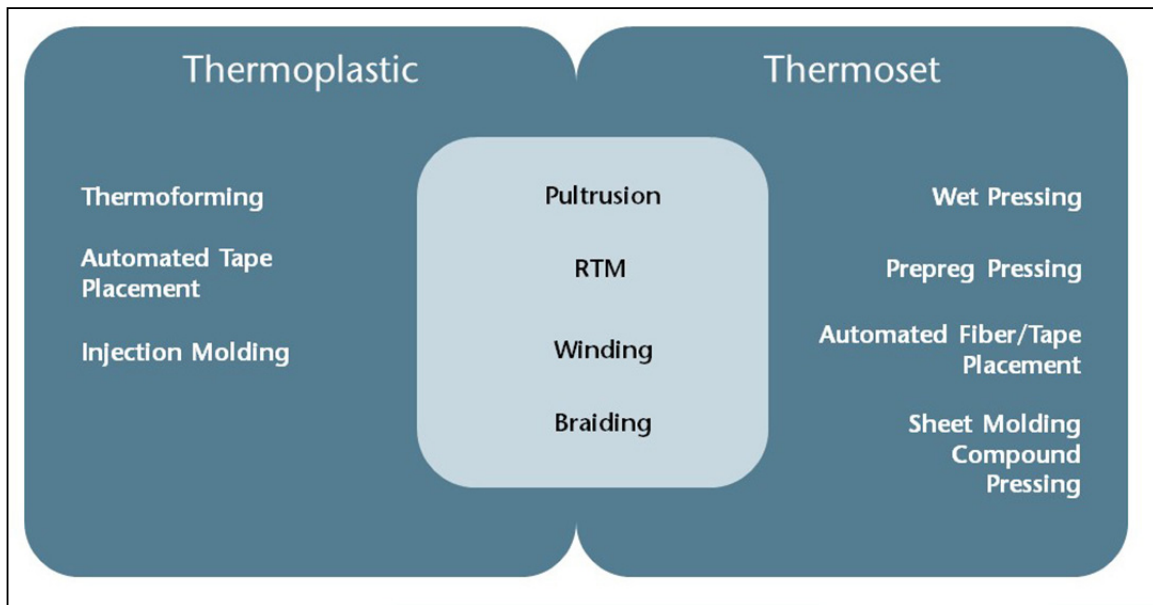 Thermoplastic
Thermoset
Thermoforming
Automated Tape
Placement
Injection Molding
Pultrusion
RTM
Winding
Braiding
Wet Pressing
Prepreg Pressing
Automated Fiber/Tape
Placement
Sheet Molding
Compound
Pressing